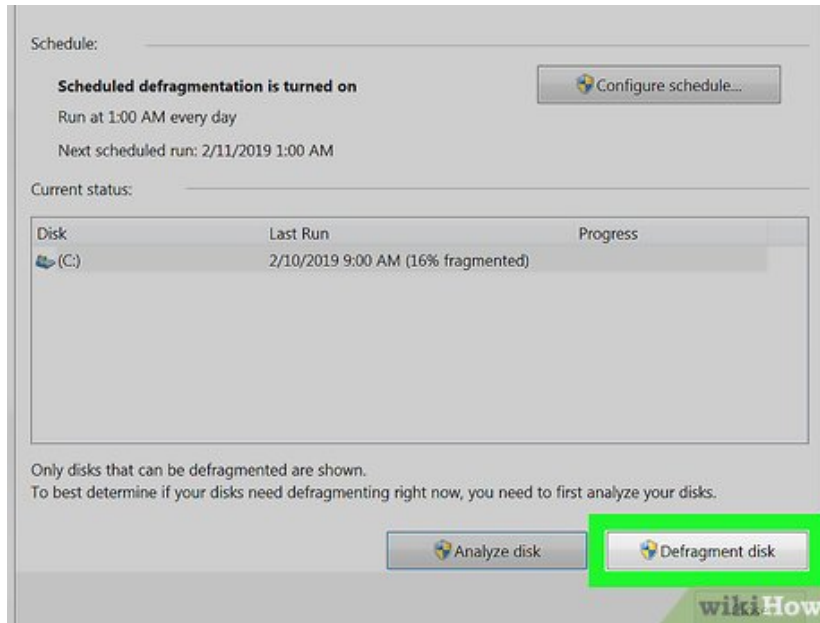 Schedule:
Scheduled defragmentation is turned on
Configure schedule...
Run at 1:00 AM every day
Next scheduled run: 2/11/2019 1:00 AM
Current status:
Disk Last Run Progress
(C:) 2/10/2019 9:00 AM (16% fragmented)
Only disks that can be defragmented are shown.
To best determine if your disks need defragmenting right now, you need to first analyze your disks.
Analyze disk Defragment disk
wikiHow